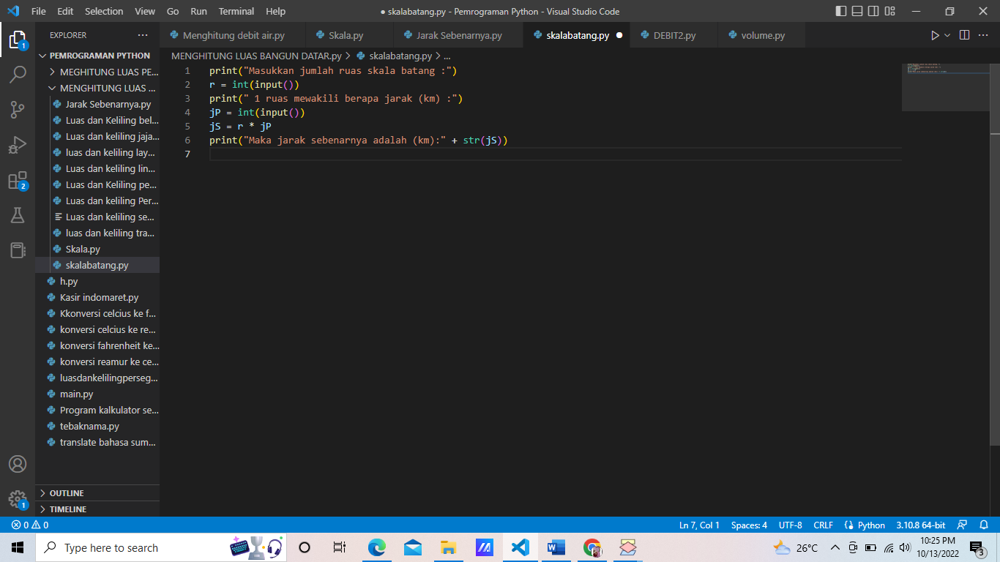 File Edit Selection View Go Run Terminal Help
● skalabatang.py - Pemrograman Python - Visual Studio Code
EXPLORER ···
Menghitung debit air.py
Skala.py
Jarak Sebenarnya.py
skalabatang.py ●
DEBIT2.py
volume.py
PEMROGRAMAN PYTHON
MEGHITUNG LUAS PE...
MENGHITUNG LUAS ...
Jarak Sebenarnya.py
Luas dan Keliling bel...
Luas dan keliling jaja...
luas dan keliling lay...
Luas dan keliling lin...
Luas dan Keliling pe...
Luas dan keliling Per...
Luas dan keliling se...
luas dan keliling tra...
Skala.py
skalabatang.py
h.py
Kasir indomaret.py
Kkonversi celcius ke f...
konversi celcius ke re...
konversi fahrenheit ke...
konversi reamur ke ce...
luasdankelilingperseg...
main.py
Program kalkulator se...
tebaknama.py
translate bahasa sum...
OUTLINE
TIMELINE
MENGHITUNG LUAS BANGUN DATAR.py > skalabatang.py > ...
1 print("Masukkan jumlah ruas skala batang :")
2 r = int(input())
3 print(" 1 ruas mewakili berapa jarak (km) :")
4 jP = int(input())
5 jS = r * jP
6 print("Maka jarak sebenarnya adalah (km):" + str(jS))
7
1
2
1
0 0
Ln 7, Col 1 Spaces: 4 UTF-8 CRLF Python 3.10.8 64-bit
Type here to search
26°C
10:25 PM
10/13/2022
3